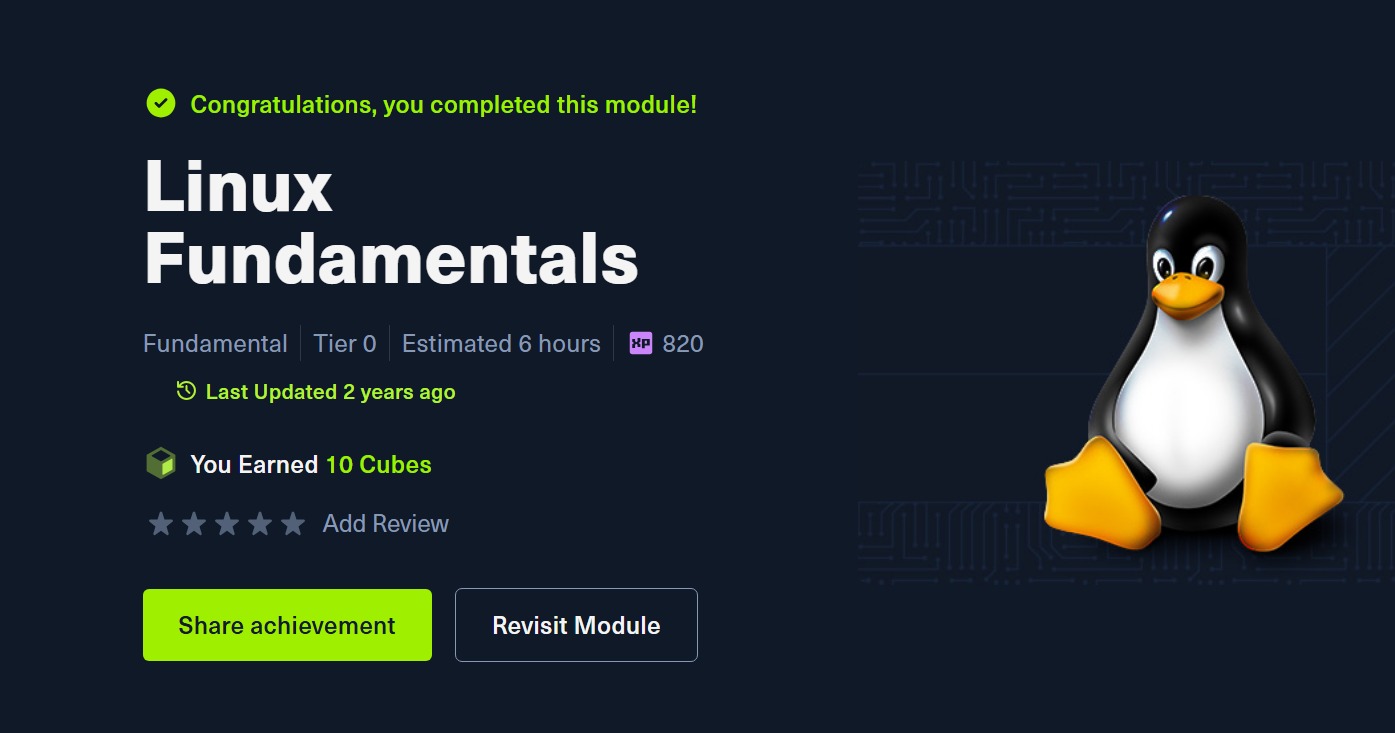 Congratulations, you completed this module!
Linux
Fundamentals
Fundamental Tier 0 Estimated 6 hours XP 820
Last Updated 2 years ago
You Earned 10 Cubes
Add Review
Share achievement Revisit Module